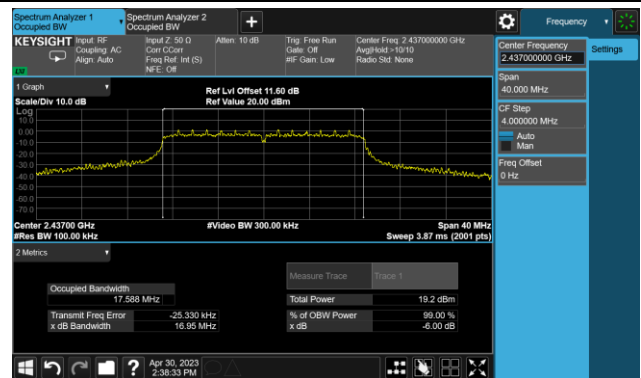 Spectrum Analyzer 1
Occupied BW
Spectrum Analyzer 2
Occupied BW
+
Frequency
KEYSIGHT
Input: RF
Coupling: AC
Align: Auto
Input Z: 50 Ω
Corr CCorr
Freq Ref: Int (S)
NFE: Off
Atten: 10 dB
Trig: Free Run
Gate: Off
#IF Gain: Low
Center Freq: 2.437000000 GHz
Avg|Hold:>10/10
Radio Std: None
LXI
Center Frequency
2.437000000 GHz
Settings
Span
40.000 MHz
CF Step
4.000000 MHz
Auto
Man
Freq Offset
0 Hz
1 Graph
Scale/Div 10.0 dB
Ref Lvl Offset 11.60 dB
Ref Value 20.00 dBm
Log
10.0
0.00
-10.0
-20.0
-30.0
-40.0
-50.0
-60.0
-70.0
Center 2.43700 GHz
#Res BW 100.00 kHz
#Video BW 300.00 kHz
Span 40 MHz
Sweep 3.87 ms (2001 pts)
2 Metrics
Measure Trace
Trace 1
Occupied Bandwidth
17.588 MHz
Total Power
19.2 dBm
Transmit Freq Error
-25.330 kHz
% of OBW Power
99.00 %
x dB Bandwidth
16.95 MHz
x dB
-6.00 dB
?
Apr 30, 2023
2:38:33 PM